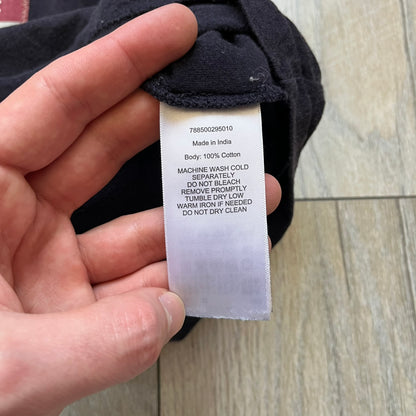 788500295010
Made in India
Body: 100% Cotton
MACHINE WASH COLD
SEPARATELY
DO NOT BLEACH
REMOVE PROMPTLY
TUMBLE DRY LOW
WARM IRON IF NEEDED
DO NOT DRY CLEAN